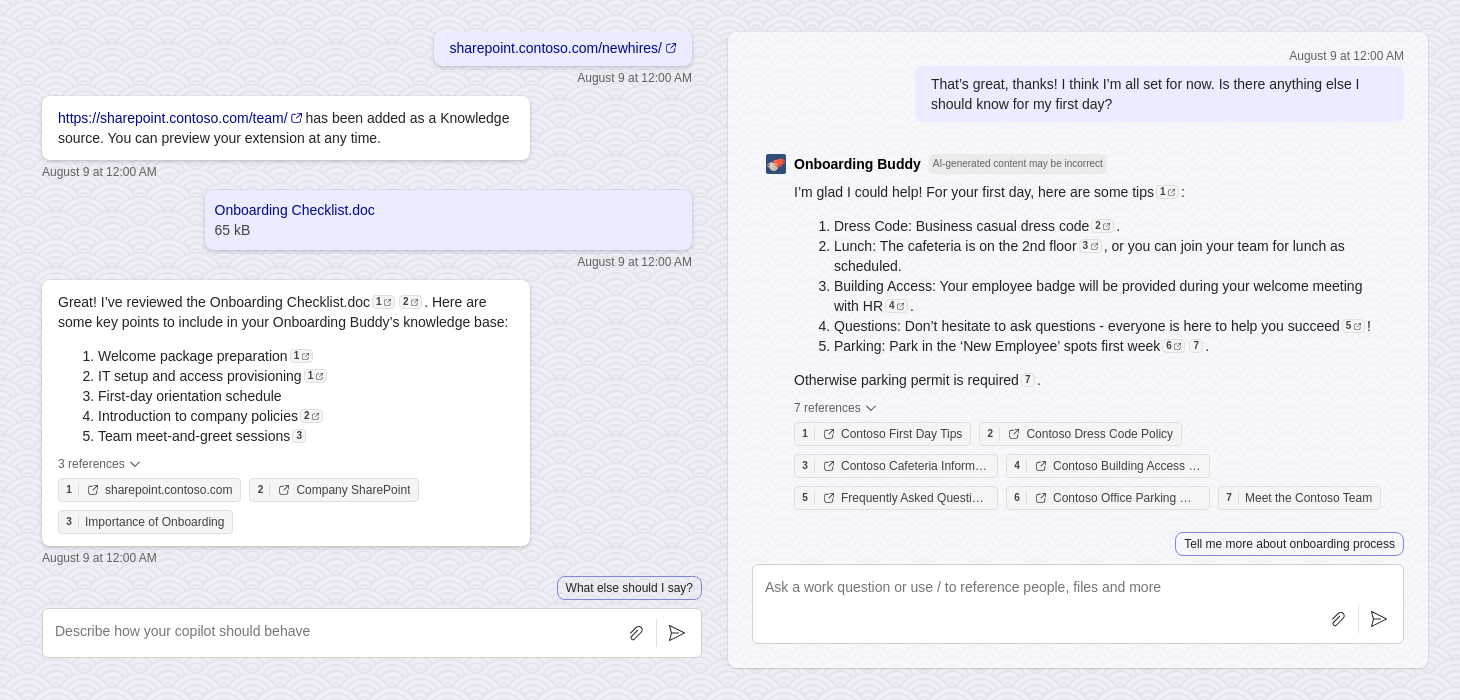 sharepoint.contoso.com/newhires/
August 9 at 12:00 AM
https://sharepoint.contoso.com/team/ has been added as a Knowledge
source. You can preview your extension at any time.
August 9 at 12:00 AM
Onboarding Checklist.doc
65 kB
August 9 at 12:00 AM
Great! I’ve reviewed the Onboarding Checklist.doc 1 2 . Here are
some key points to include in your Onboarding Buddy’s knowledge base:
1. Welcome package preparation 1
2. IT setup and access provisioning 1
3. First-day orientation schedule
4. Introduction to company policies 2
5. Team meet-and-greet sessions 3
3 references
1 sharepoint.contoso.com 2 Company SharePoint
3 Importance of Onboarding
August 9 at 12:00 AM
What else should I say?
Describe how your copilot should behave
August 9 at 12:00 AM
That’s great, thanks! I think I’m all set for now. Is there anything else I
should know for my first day?
Onboarding Buddy AI-generated content may be incorrect
I’m glad I could help! For your first day, here are some tips 1 :
1. Dress Code: Business casual dress code 2 .
2. Lunch: The cafeteria is on the 2nd floor 3 , or you can join your team for lunch as
scheduled.
3. Building Access: Your employee badge will be provided during your welcome meeting
with HR 4 .
4. Questions: Don’t hesitate to ask questions - everyone is here to help you succeed 5 !
5. Parking: Park in the ‘New Employee’ spots first week 6 7 .
Otherwise parking permit is required 7 .
7 references
1 Contoso First Day Tips 2 Contoso Dress Code Policy
3 Contoso Cafeteria Inform… 4 Contoso Building Access …
5 Frequently Asked Questi… 6 Contoso Office Parking … 7 Meet the Contoso Team
Tell me more about onboarding process
Ask a work question or use / to reference people, files and more